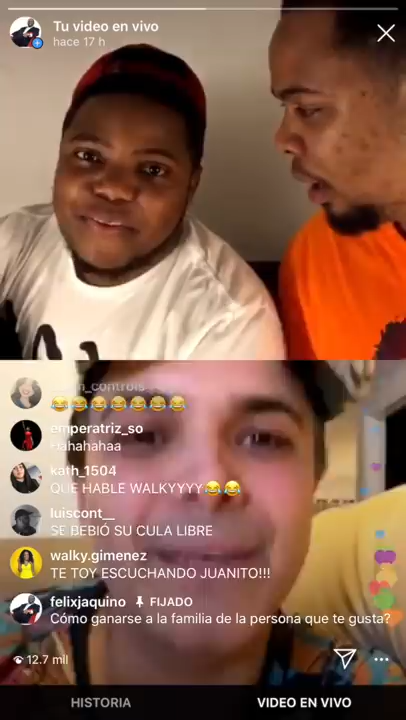 Tu video en vivo
hace 17 h
😂😂😂😂😂😂😂
emperatriz_so
Hahahahaa
kath_1504
QUE HABLE WALKYYYY😂😂
luiscont__
SE BEBIÓ SU CULA LIBRE
walky.gimenez
TE TOY ESCUCHANDO JUANITO!!!
felixjaquino FIJADO
Cómo ganarse a la familia de la persona que te gusta?
12.7 mil
HISTORIA
VIDEO EN VIVO